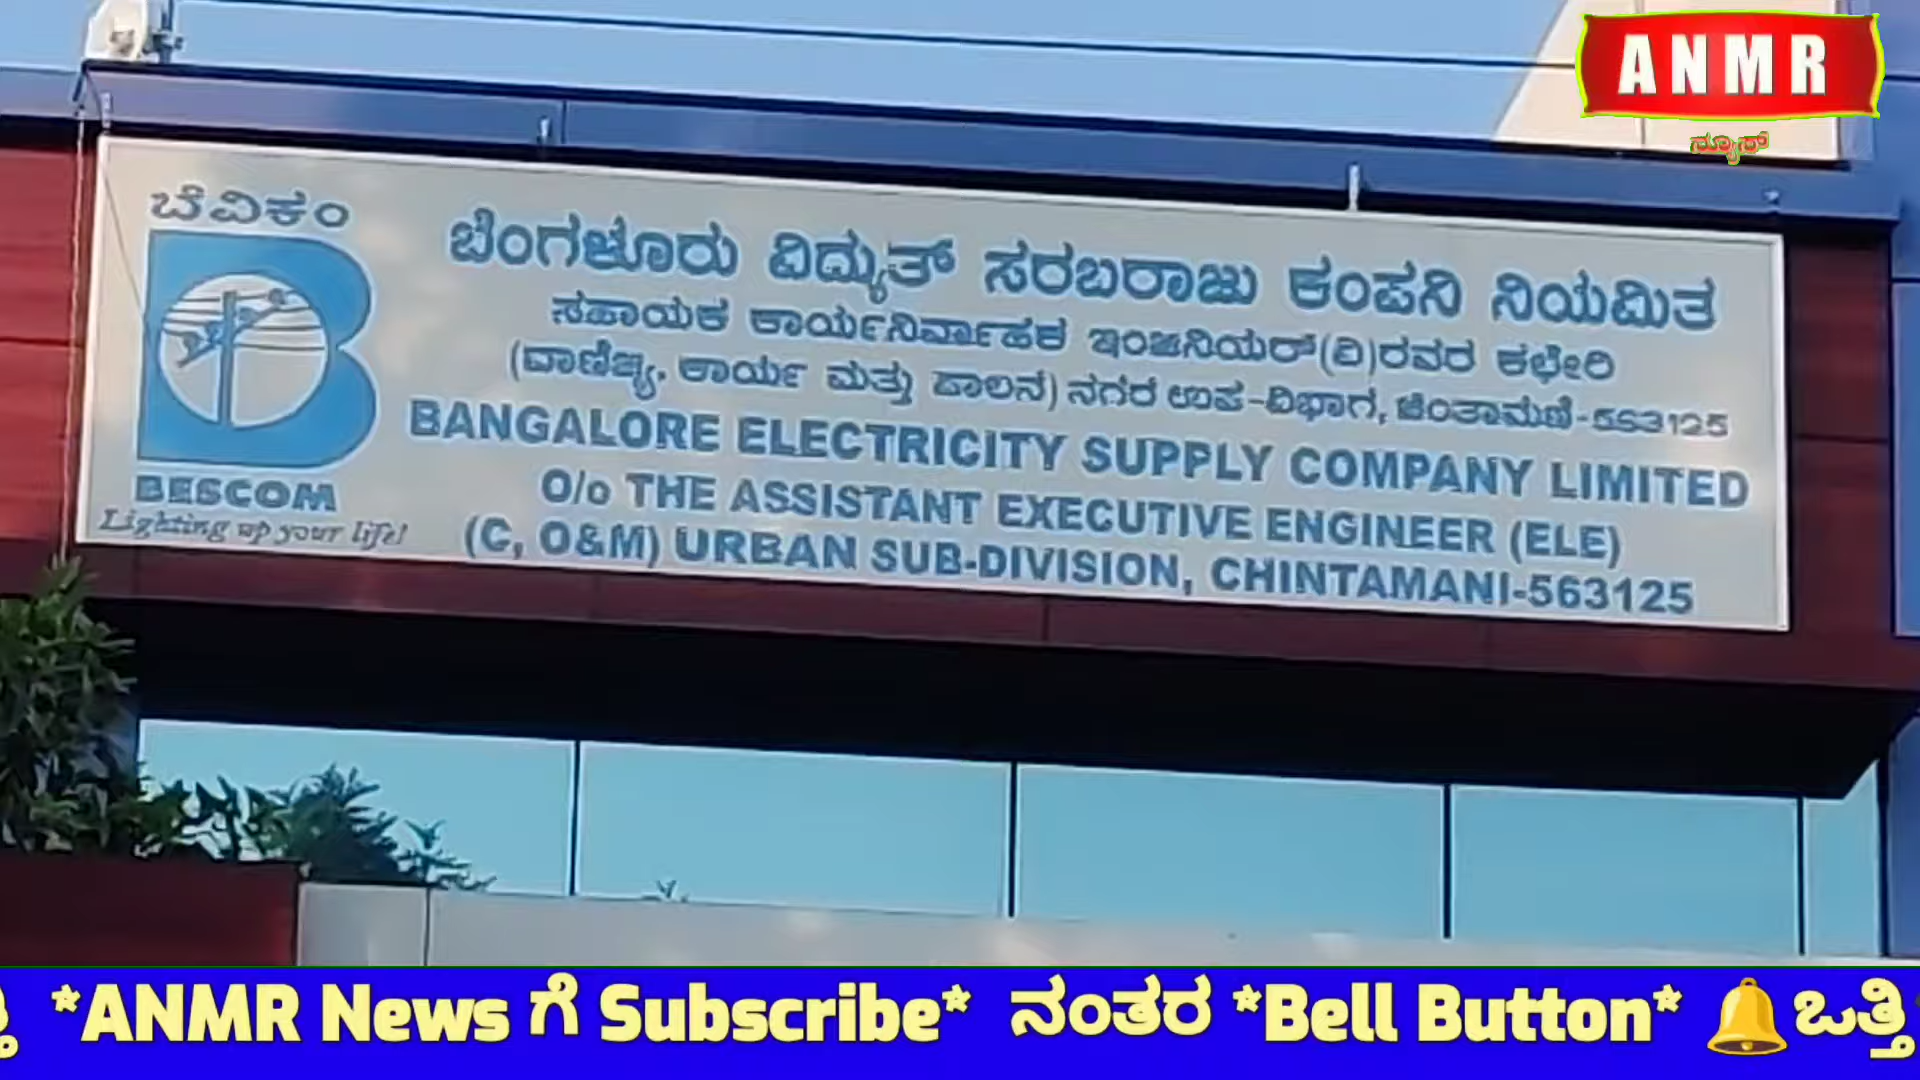 ANMR
ನ್ಯೂಸ್
ಬೆವಿಕಂ
BESCOM
Lighting up your life!
ಬೆಂಗಳೂರು ವಿದ್ಯುತ್ ಸರಬರಾಜು ಕಂಪನಿ ನಿಯಮಿತ
ಸಹಾಯಕ ಕಾರ್ಯನಿರ್ವಾಹಕ ಇಂಜನಿಯರ್(ವಿ)ರವರ ಕಛೇರಿ
(ವಾಣಿಜ್ಯ, ಕಾರ್ಯ ಮತ್ತು ಪಾಲನ) ನಗರ ಉಪ-ವಿಭಾಗ, ಚಿಂತಾಮಣಿ-563125
BANGALORE ELECTRICITY SUPPLY COMPANY LIMITED
O/o THE ASSISTANT EXECUTIVE ENGINEER (ELE)
(C, O&M) URBAN SUB-DIVISION, CHINTAMANI-563125
*ANMR News ಗೆ Subscribe* ನಂತರ *Bell Button* 🔔ಒತ್ತಿ